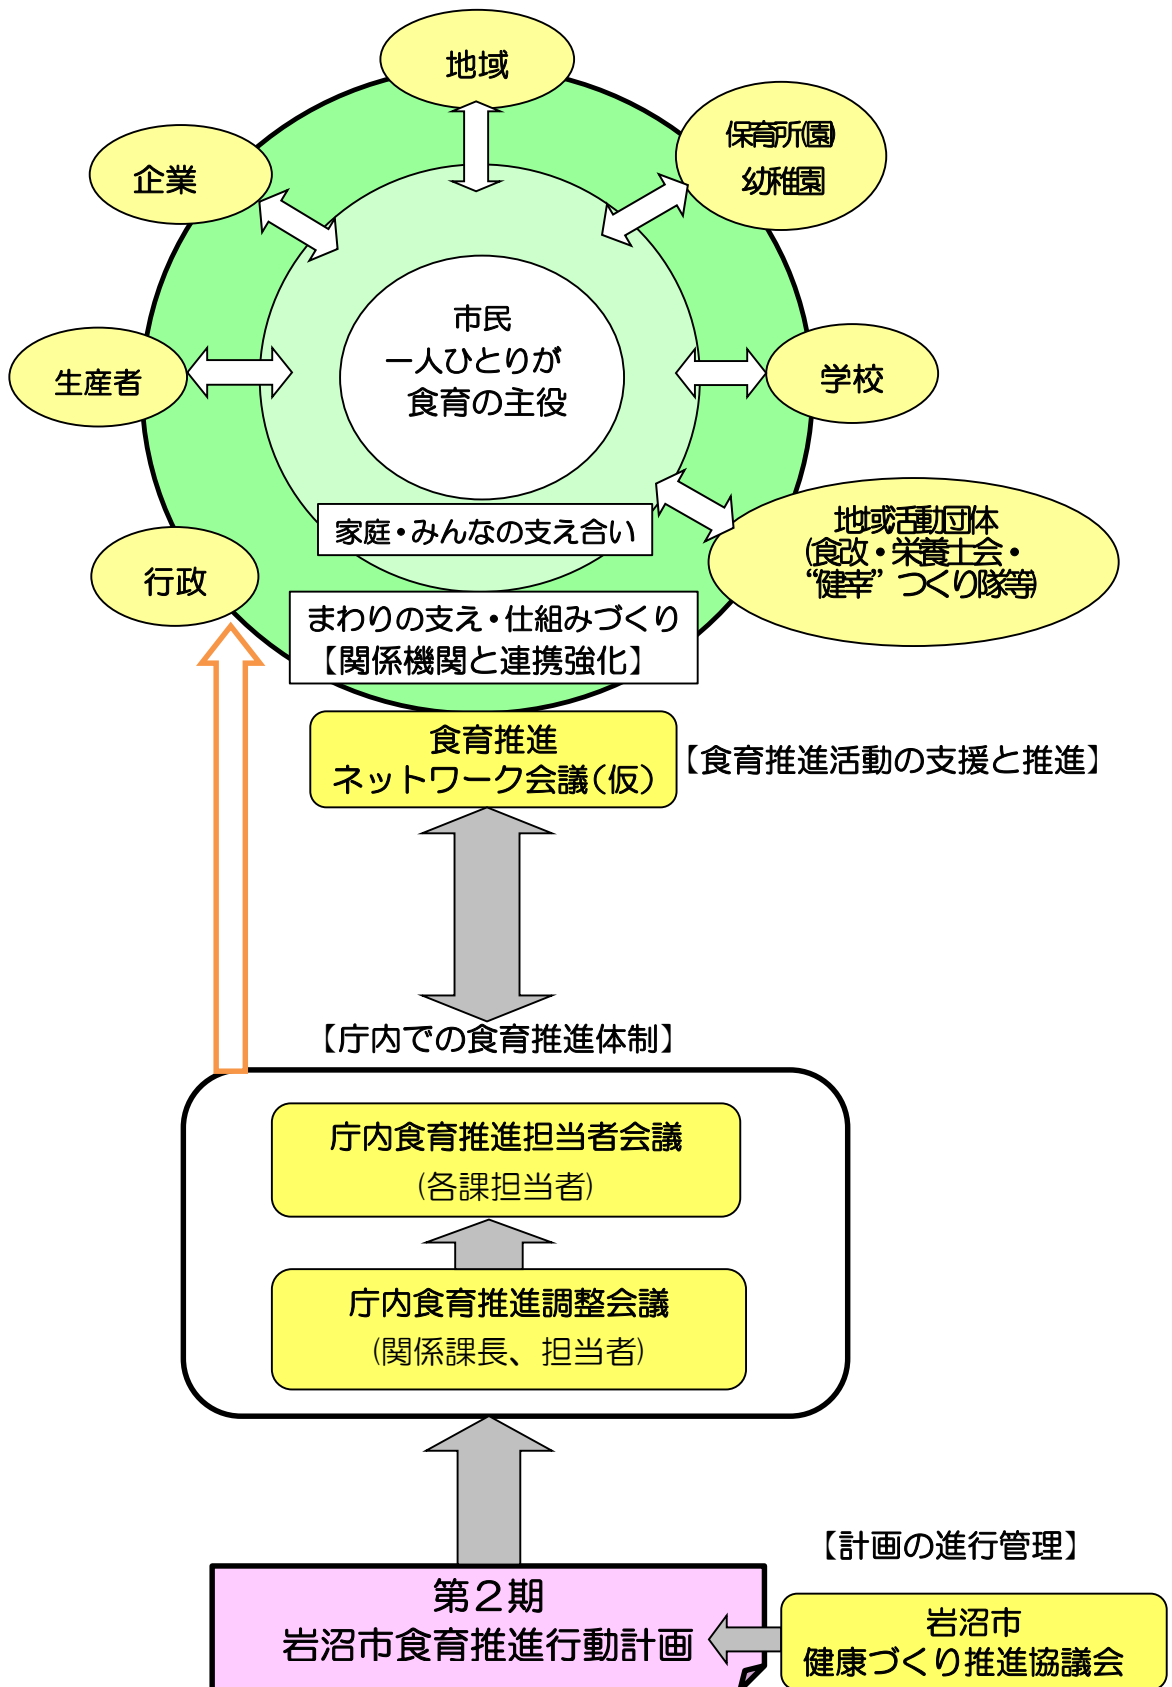 地域
保育所(園)
幼稚園
企業
市民
一人ひとりが
食育の主役
生産者
学校
家庭・みんなの支え合い
地域活動団体
(食改・栄養士会・
“健幸”つくり隊等)
行政
まわりの支え・仕組みづくり
【関係機関と連携強化】
食育推進
ネットワーク会議(仮)
【食育推進活動の支援と推進】
【庁内での食育推進体制】
庁内食育推進担当者会議
(各課担当者)
庁内食育推進調整会議
(関係課長、担当者)
【計画の進行管理】
第2期
岩沼市食育推進行動計画
岩沼市
健康づくり推進協議会